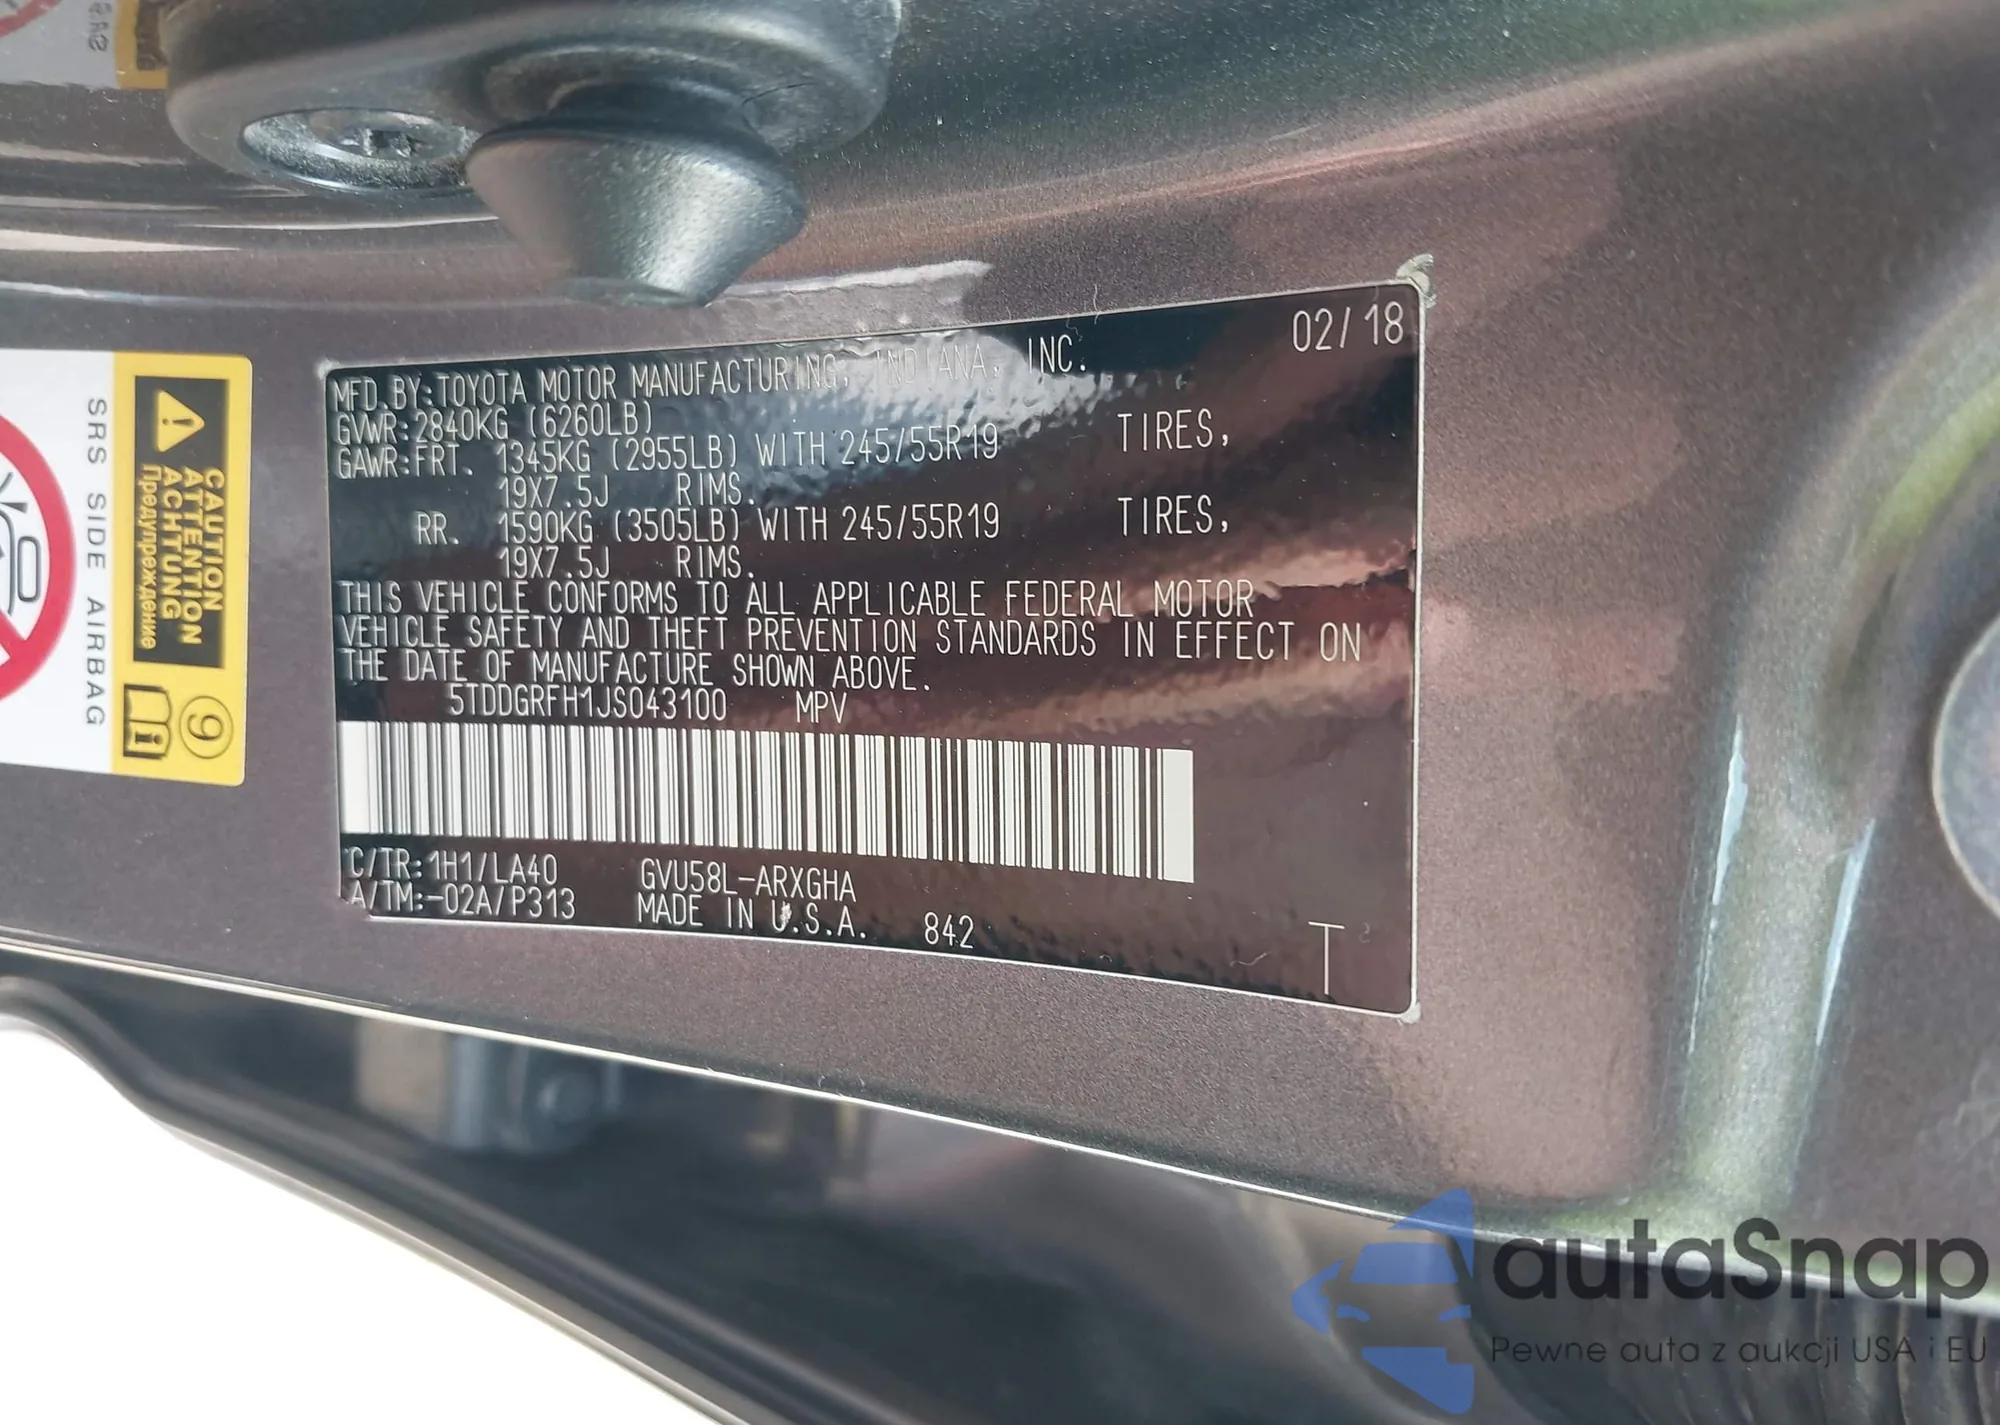 02/18
MFD. BY: TOYOTA MOTOR MANUFACTURING, INDIANA, INC.
GVWR: 2840KG (6260LB)
GAWR: FRT. 1345KG (2955LB) WITH 245/55R19 TIRES,
19X7.5J RIMS.
RR. 1590KG (3505LB) WITH 245/55R19 TIRES,
19X7.5J RIMS.
THIS VEHICLE CONFORMS TO ALL APPLICABLE FEDERAL MOTOR
VEHICLE SAFETY AND THEFT PREVENTION STANDARDS IN EFFECT ON
THE DATE OF MANUFACTURE SHOWN ABOVE.
5TDDGRFH1JS043100 MPV
C/TR: 1H1/LA40 GVU58L-ARXGHA
A/TM: -02A/P313 MADE IN U.S.A. 842
T
CAUTION
ATTENTION
ACHTUNG
Предупреждение
SRS SIDE AIRBAG
9
autaSnap
Pewne auta z aukcji USA i EU